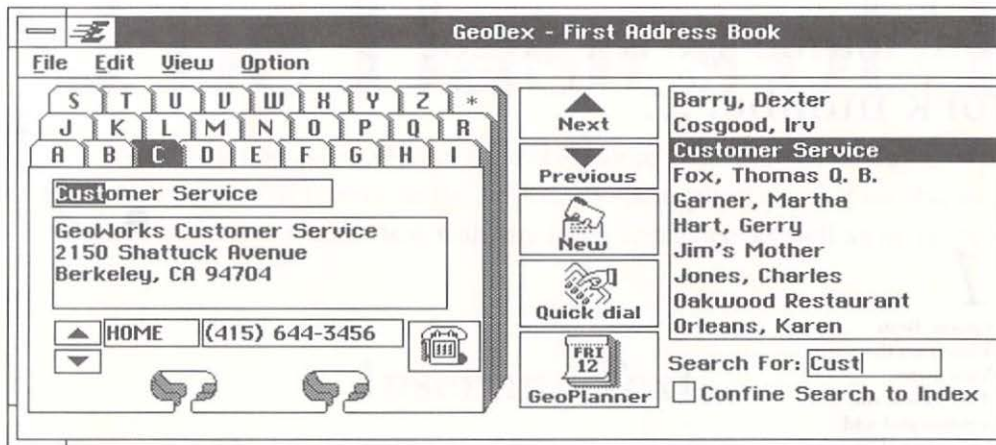 GeoDex - First Address Book
File Edit View Option
S T U V W X Y Z *
J K L M N O P Q R
A B C D E F G H I
Customer Service
GeoWorks Customer Service
2150 Shattuck Avenue
Berkeley, CA 94704
HOME (415) 644-3456
Next
Previous
New
Quick dial
FRI
12
GeoPlanner
Barry, Dexter
Cosgood, Irv
Customer Service
Fox, Thomas Q. B.
Garner, Martha
Hart, Gerry
Jim's Mother
Jones, Charles
Oakwood Restaurant
Orleans, Karen
Search For: Cust
Confine Search to Index